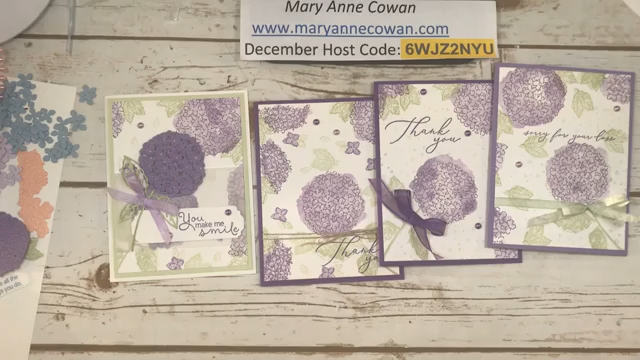 Mary Anne Cowan
www.maryannecowan.com
December Host Code: 6WJZ2NYU
You
make me
smile
Thank
Thank
you
sorry for your loss